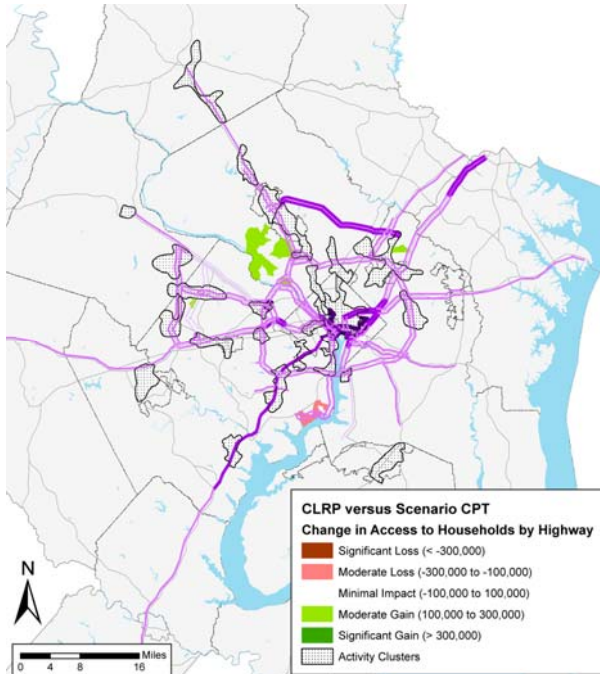 CLRP versus Scenario CPT
Change in Access to Households by Highway
Significant Loss (< -300,000)
Moderate Loss (-300,000 to -100,000)
Minimal Impact (-100,000 to 100,000)
Moderate Gain (100,000 to 300,000)
Significant Gain (> 300,000)
Activity Clusters
N
Miles
0 4 8 16